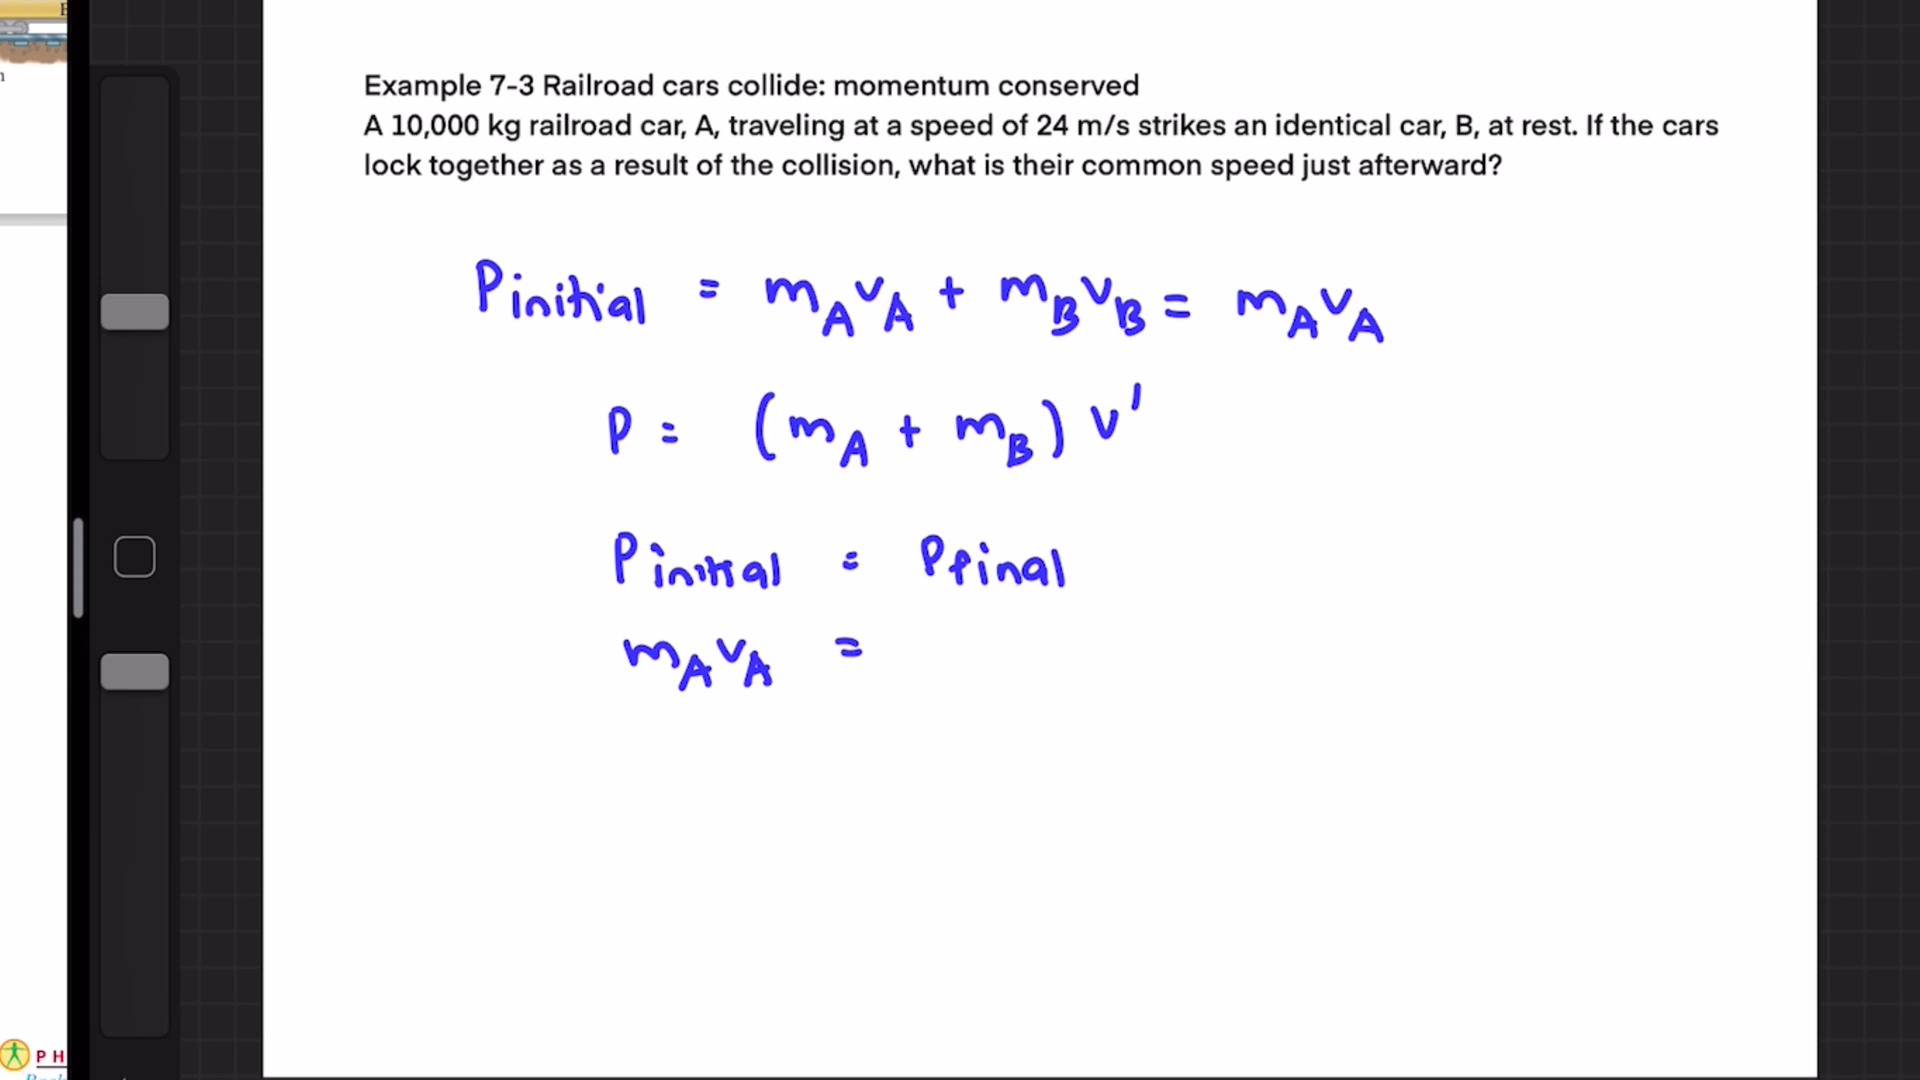 Example 7-3 Railroad cars collide: momentum conserved
A 10,000 kg railroad car, A, traveling at a speed of 24 m/s strikes an identical car, B, at rest. If the cars
lock together as a result of the collision, what is their common speed just afterward?
Pinitial = mAvA + mBvB = mAvA
P = (mA + mB) v'
Pinitial = Pfinal
mAvA =
PH